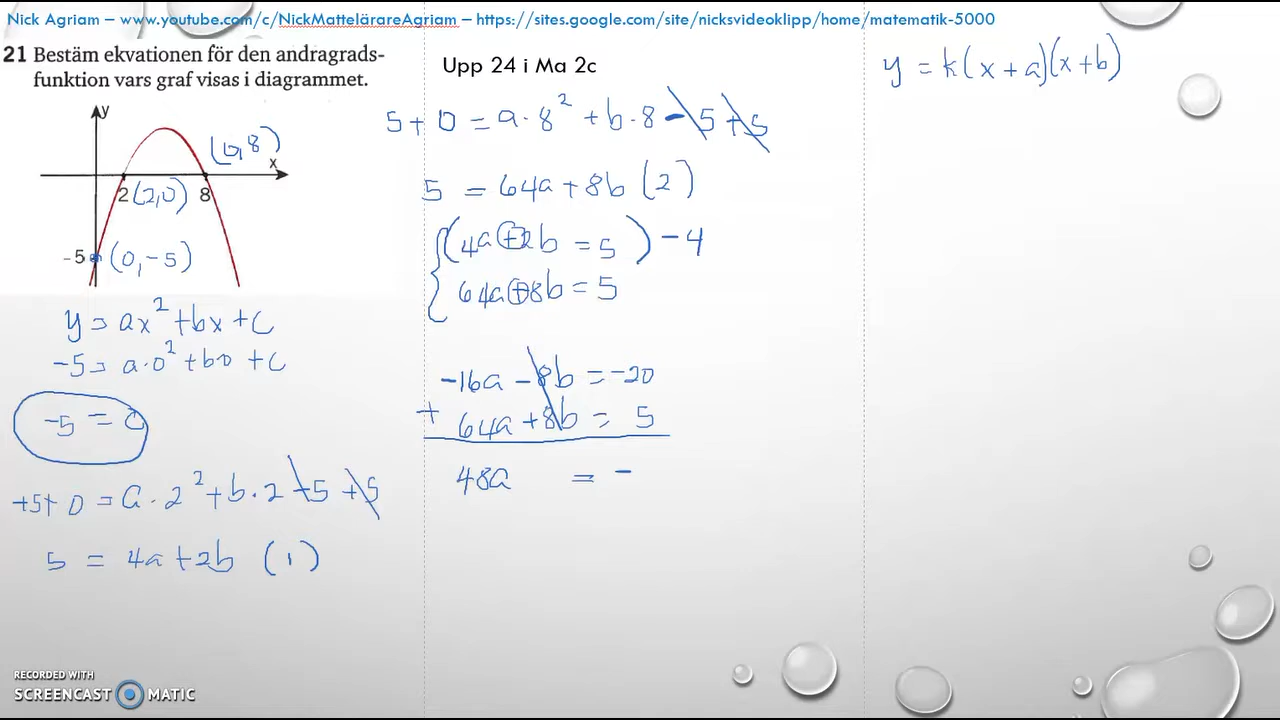 Nick Agriam – www.youtube.com/c/NickMattelärareAgriam – https://sites.google.com/site/nicksvideoklipp/home/matematik-5000
21 Bestäm ekvationen för den andragrads-
funktion vars graf visas i diagrammet.
y
(0,8)
x
2 (2,0) 8
-5 (0,-5)
y = ax² + bx + c
-5 = a·0² + b·0 + c
-5 = c
+5+ 0 = a·2² + b·2 -5 +5
5 = 4a + 2b (1)
Upp 24 i Ma 2c
5 + 0 = a·8² + b·8 - 5 + 5
5 = 64a + 8b (2)
(4a + 2b = 5) - 4
64a + 8b = 5
-16a - 8b = -20
+ 64a + 8b = 5
48a = -
y = k(x + a)(x + b)
RECORDED WITH
SCREENCAST MATIC